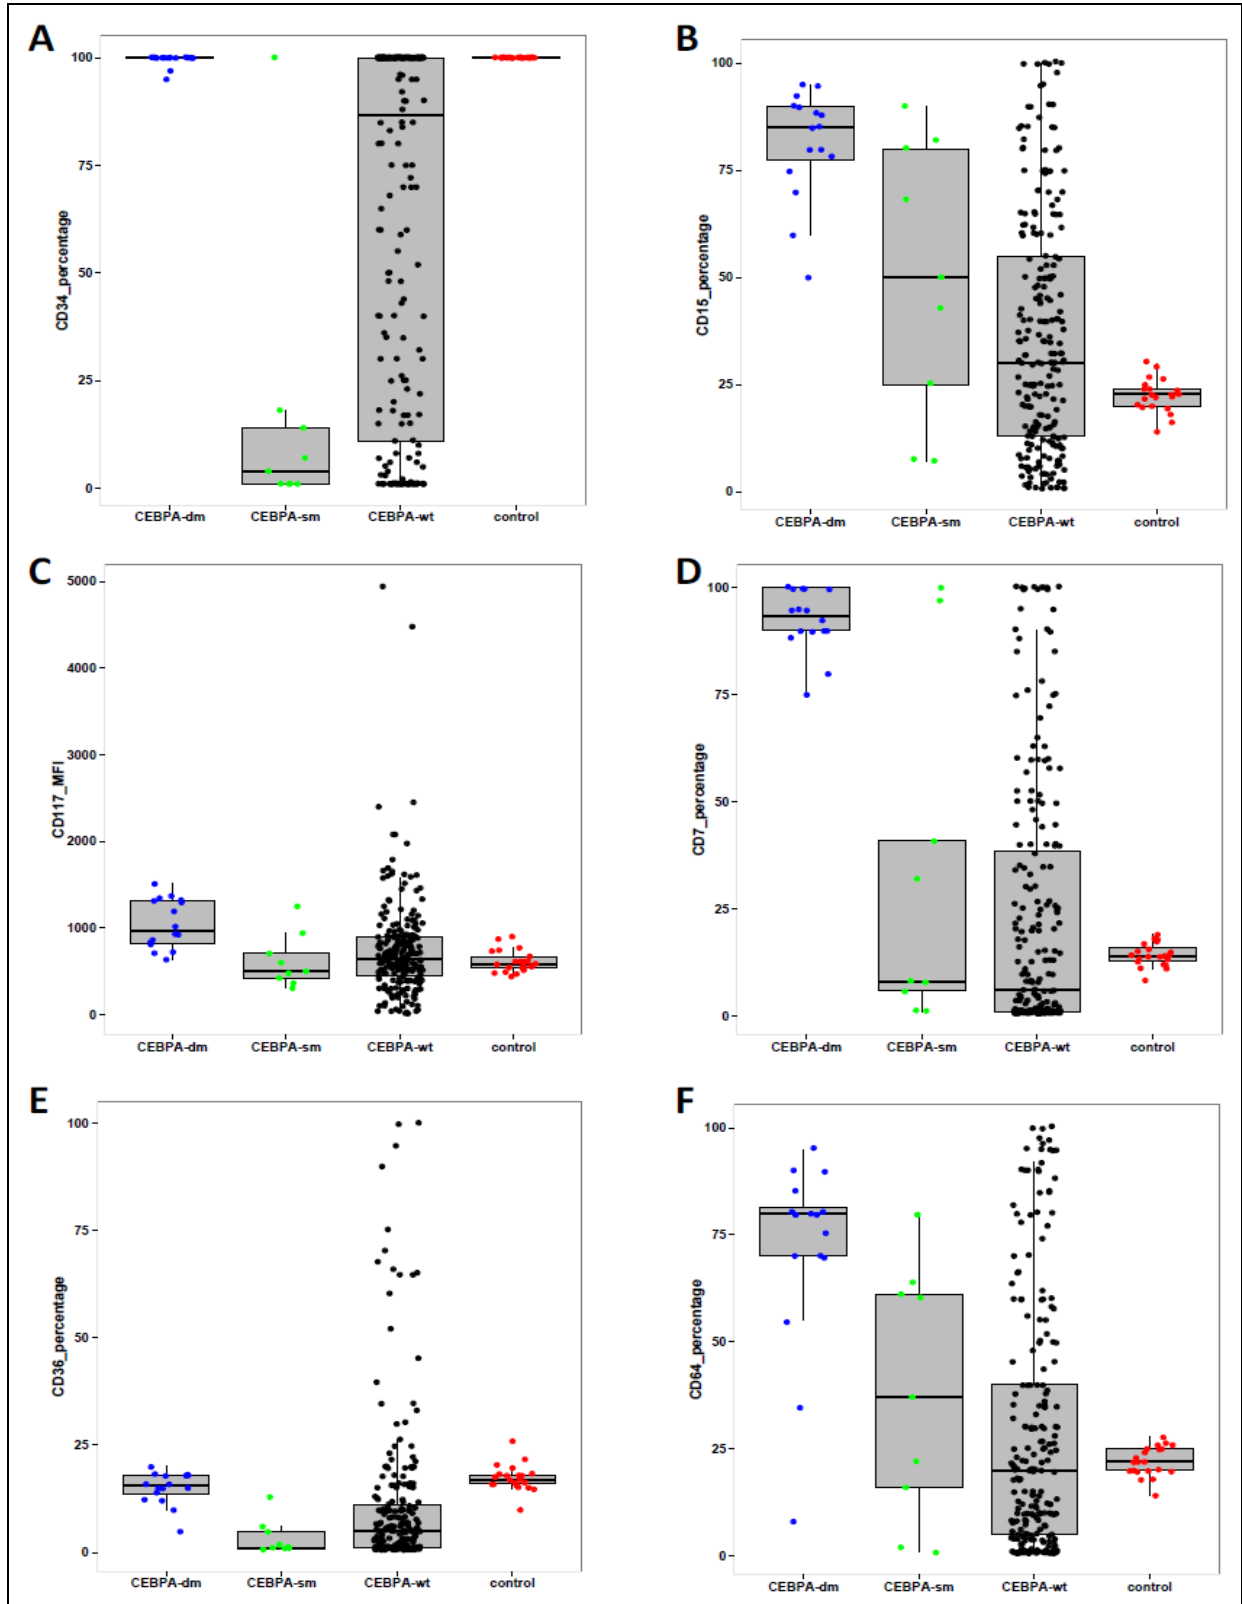 A
CD34_percentage
100
75
50
25
0
CEBPA-dm CEBPA-sm CEBPA-wt control
B
CD15_percentage
100
75
50
25
0
CEBPA-dm CEBPA-sm CEBPA-wt control
C
CD117_MFI
5000
4000
3000
2000
1000
0
CEBPA-dm CEBPA-sm CEBPA-wt control
D
CD7_percentage
100
75
50
25
0
CEBPA-dm CEBPA-sm CEBPA-wt control
E
CD36_percentage
100
75
50
25
0
CEBPA-dm CEBPA-sm CEBPA-wt control
F
CD64_percentage
100
75
50
25
0
CEBPA-dm CEBPA-sm CEBPA-wt control